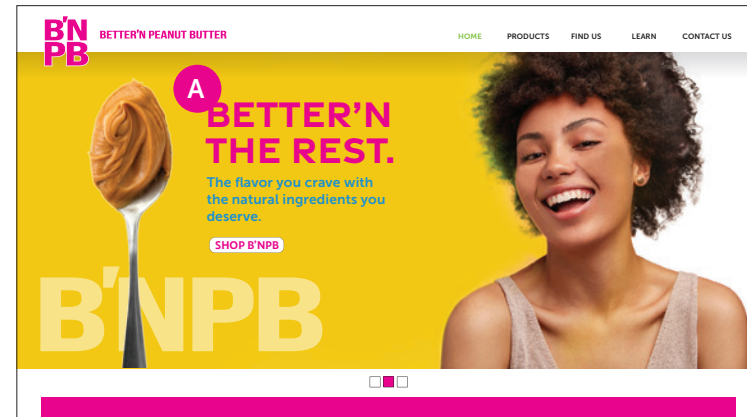 B'N
PB
BETTER'N PEANUT BUTTER
HOME PRODUCTS FIND US LEARN CONTACT US
A
BETTER'N
THE REST.
The flavor you crave with
the natural ingredients you
deserve.
SHOP B'NPB
B'NPB